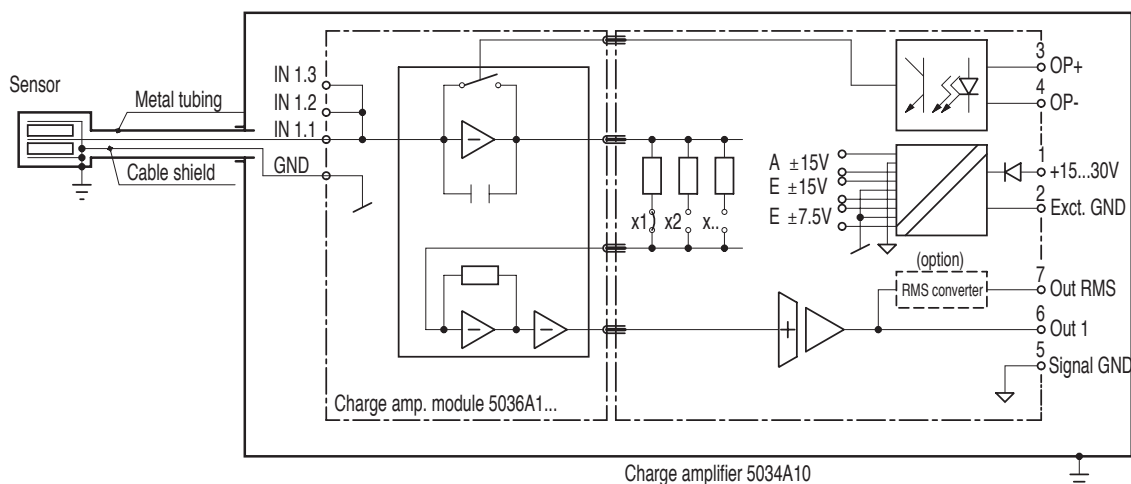 Sensor
Metal tubing
Cable shield
IN 1.3
IN 1.2
IN 1.1
GND
x1)
x2
x..
A ±15V
E ±15V
E ±7.5V
3
OP+
4
OP-
1
+15...30V
2
Exct. GND
(option)
RMS converter
7
Out RMS
6
Out 1
5
Signal GND
Charge amp. module 5036A1...
Charge amplifier 5034A10